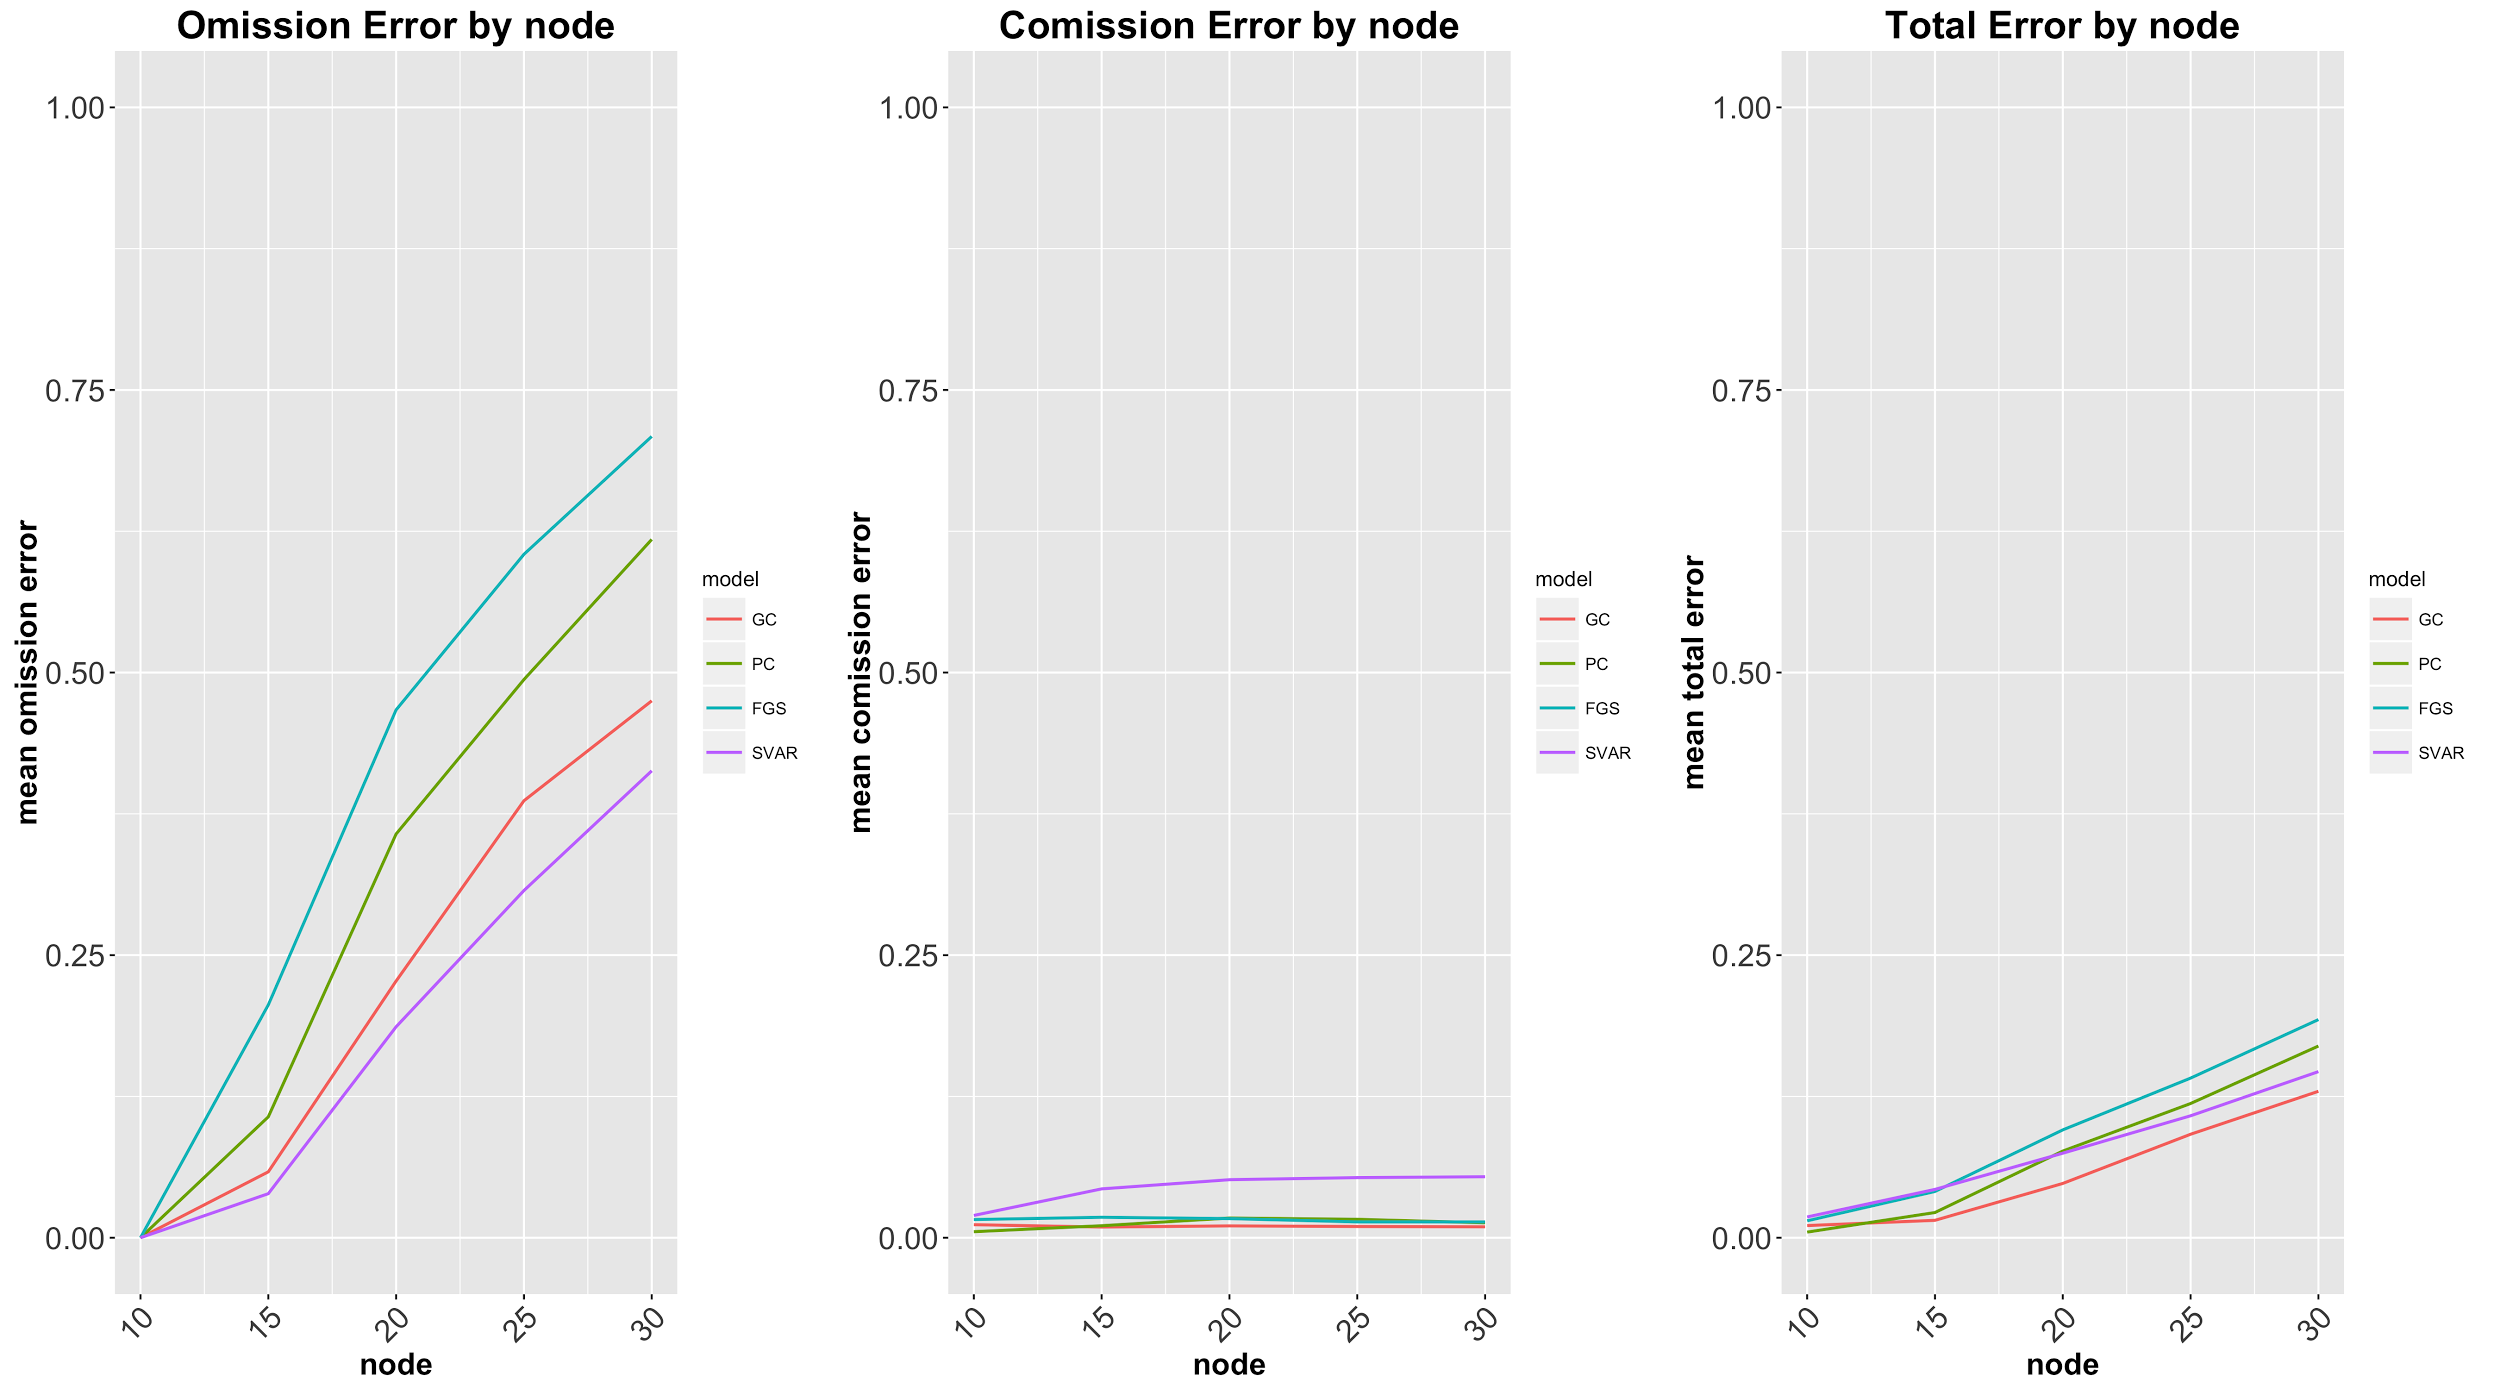 Omission Error by node
mean omission error
1.00
0.75
0.50
0.25
0.00
10
15
20
25
30
node
model
GC
PC
FGS
SVAR
Comission Error by node
mean comission error
1.00
0.75
0.50
0.25
0.00
10
15
20
25
30
node
model
GC
PC
FGS
SVAR
Total Error by node
mean total error
1.00
0.75
0.50
0.25
0.00
10
15
20
25
30
node
model
GC
PC
FGS
SVAR